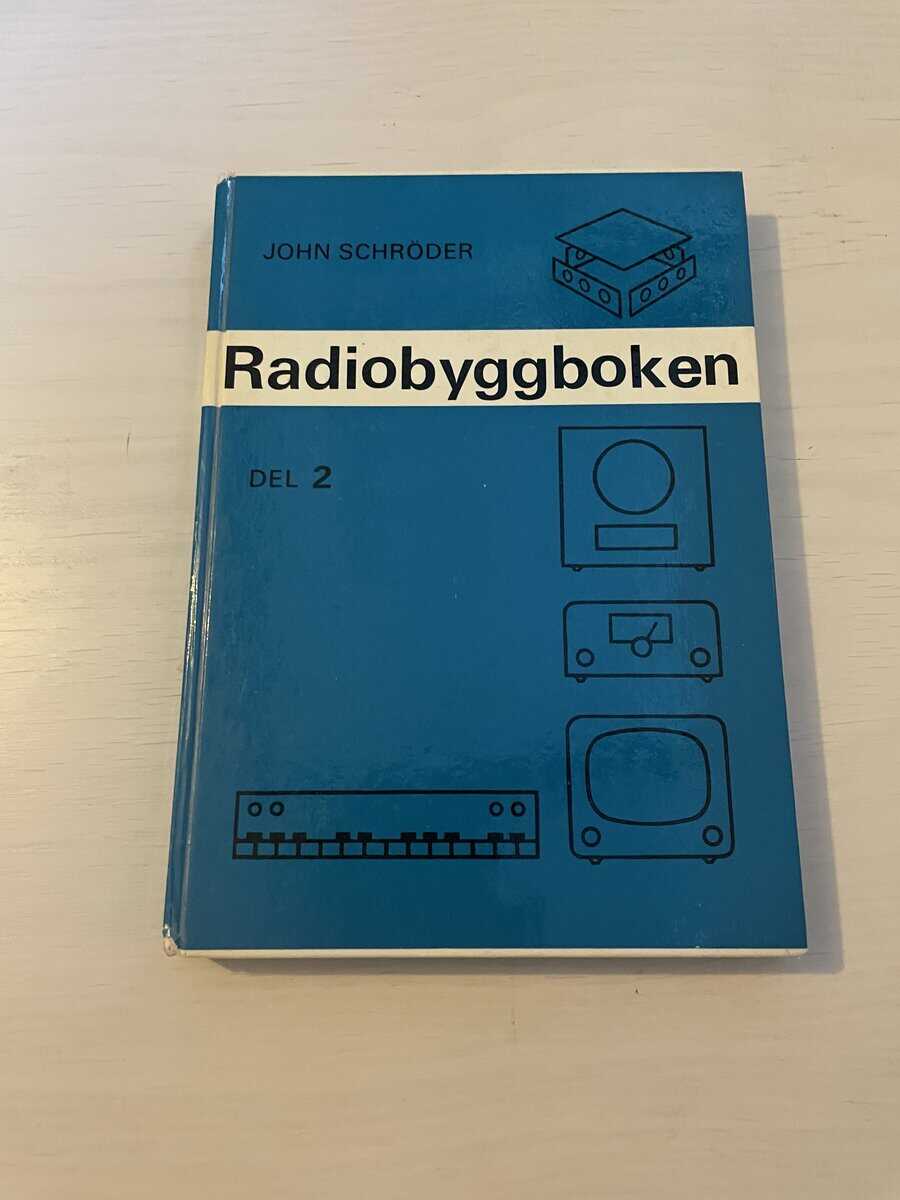 JOHN SCHRÖDER
Radiobyggboken
DEL 2